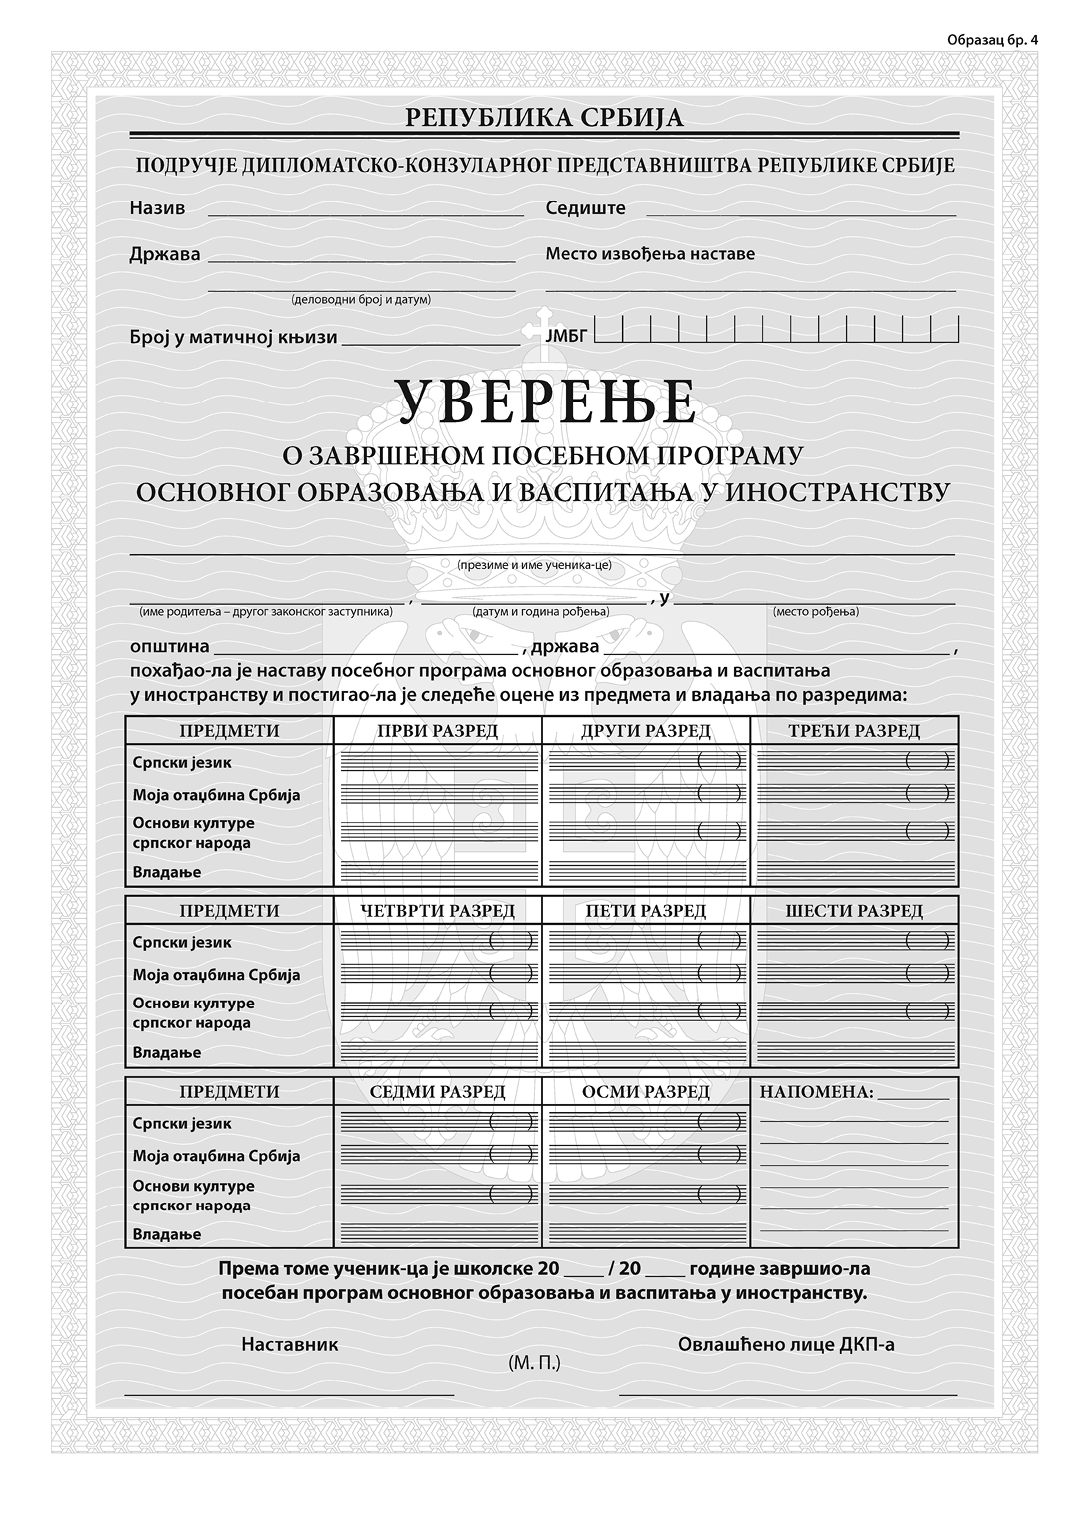 Образац бр. 4
РЕПУБЛИКА СРБИЈА
ПОДРУЧЈЕ ДИПЛОМАТСКО-КОНЗУЛАРНОГ ПРЕДСТАВНИШТВА РЕПУБЛИКЕ СРБИЈЕ
Назив Седиште
Држава Место извођења наставе
(деловодни број и датум)
Број у матичној књизи ЈМБГ
УВЕРЕЊЕ
О ЗАВРШЕНОМ ПОСЕБНОМ ПРОГРАМУ
ОСНОВНОГ ОБРАЗОВАЊА И ВАСПИТАЊА У ИНОСТРАНСТВУ
(презиме и име ученика-це)
, , у
(име родитеља – другог законског заступника) (датум и година рођења) (место рођења)
општина , држава ,
похађао-ла је наставу посебног програма основног образовања и васпитања
у иностранству и постигао-ла је следеће оцене из предмета и владања по разредима:
ПРЕДМЕТИ ПРВИ РАЗРЕД ДРУГИ РАЗРЕД ТРЕЋИ РАЗРЕД
Српски језик ( ) ( )
Моја отаџбина Србија ( ) ( )
Основи културе
српског народа ( ) ( )
Владање
ПРЕДМЕТИ ЧЕТВРТИ РАЗРЕД ПЕТИ РАЗРЕД ШЕСТИ РАЗРЕД
Српски језик ( ) ( ) ( )
Моја отаџбина Србија ( ) ( ) ( )
Основи културе
српског народа ( ) ( ) ( )
Владање
ПРЕДМЕТИ СЕДМИ РАЗРЕД ОСМИ РАЗРЕД НАПОМЕНА:
Српски језик ( ) ( )
Моја отаџбина Србија ( ) ( )
Основи културе
српског народа ( ) ( )
Владање
Према томе ученик-ца је школске 20 ____ / 20 ____ године завршио-ла
посебан програм основног образовања и васпитања у иностранству.
Наставник Овлашћено лице ДКП-а
(М. П.)